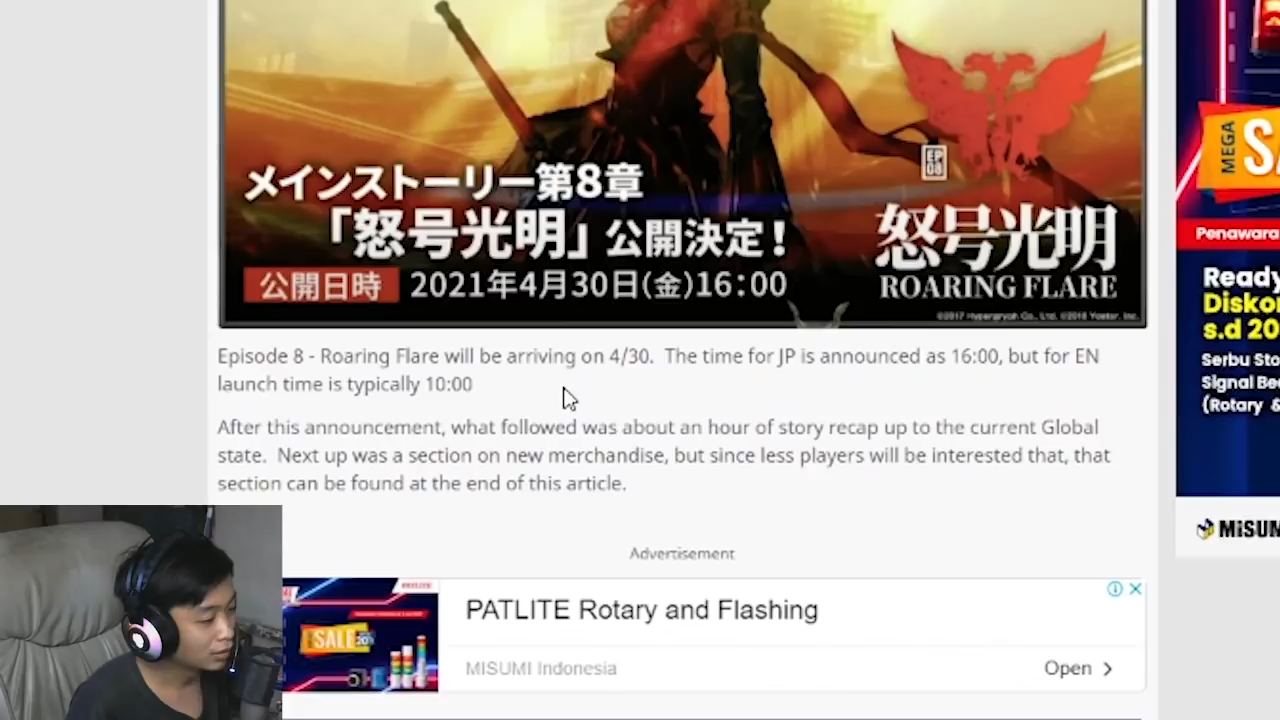 EP
08
メインストーリー第8章
「怒号光明」公開決定!
公開日時 2021年4月30日(金)16:00
怒号光明
ROARING FLARE
©2017 Hypergryph Co., Ltd. ©2018 Yostar, Inc.
Episode 8 - Roaring Flare will be arriving on 4/30. The time for JP is announced as 16:00, but for EN
launch time is typically 10:00
After this announcement, what followed was about an hour of story recap up to the current Global
state. Next up was a section on new merchandise, but since less players will be interested that, that
section can be found at the end of this article.
Advertisement
SALE
PATLITE Rotary and Flashing
MISUMI Indonesia
Open
MEGA
Penawara
Ready
Disko
s.d 20
Serbu Sto
Signal Be
(Rotary &
MiSUM